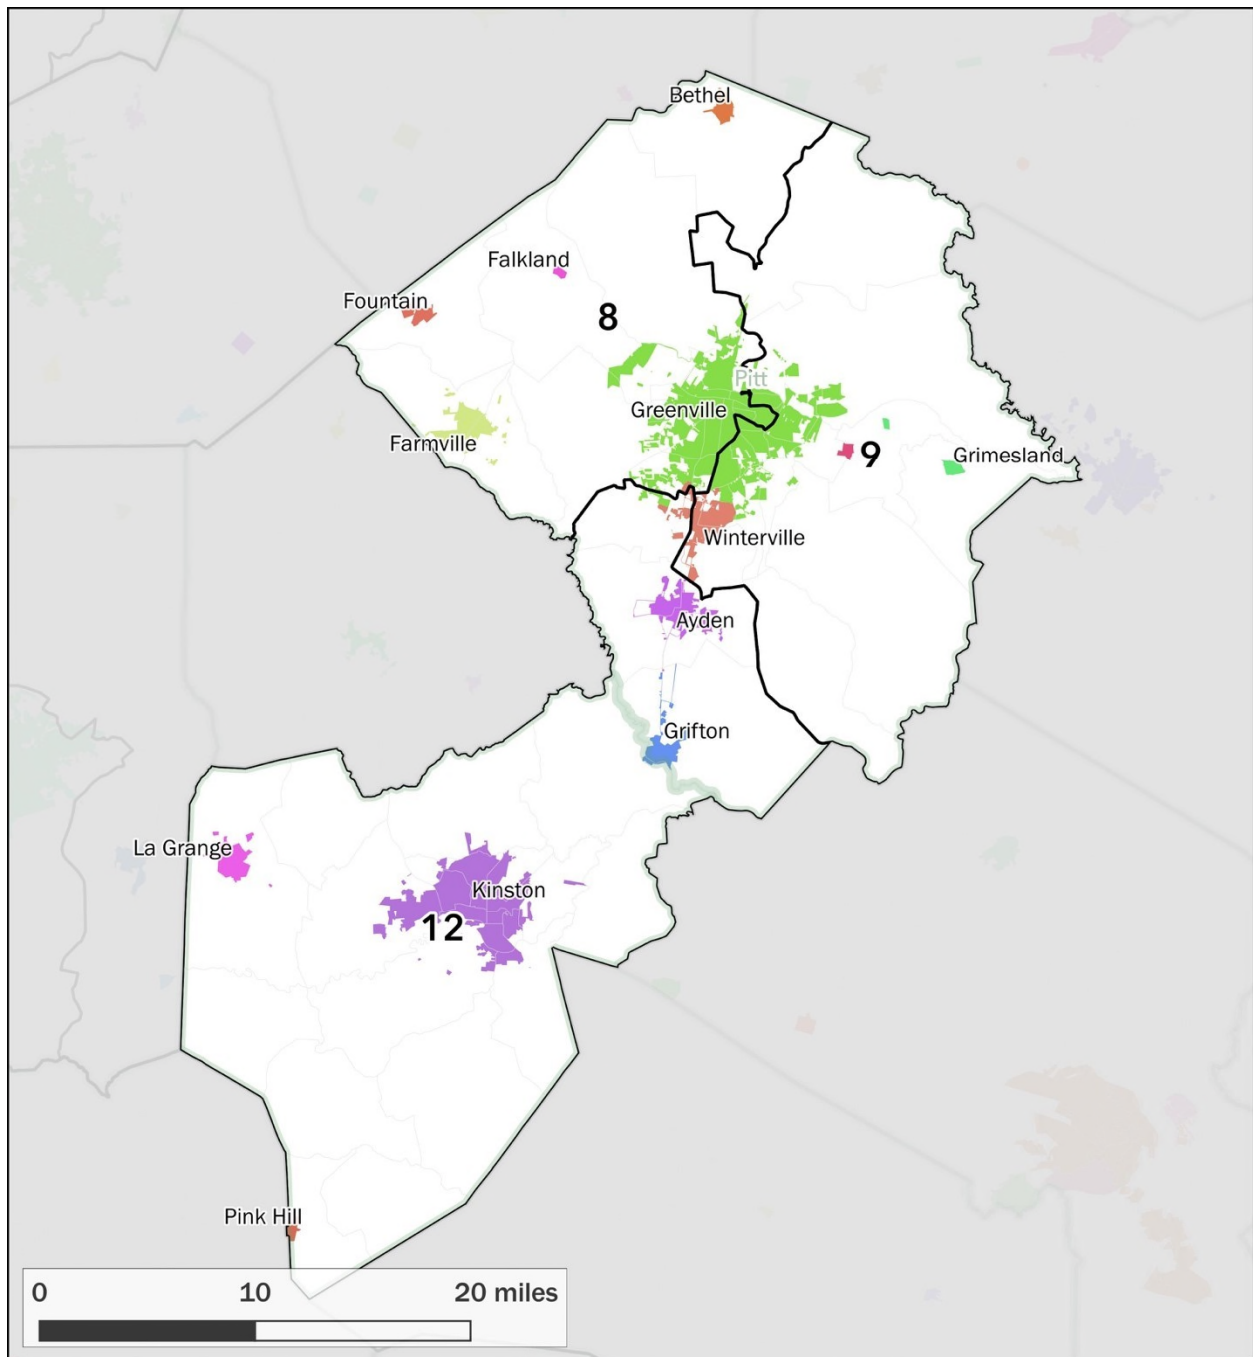 Bethel
Falkland
Fountain
8
Pitt
Greenville
Farmville
9
Grimesland
Winterville
Ayden
Grifton
La Grange
Kinston
12
Pink Hill
0 10 20 miles